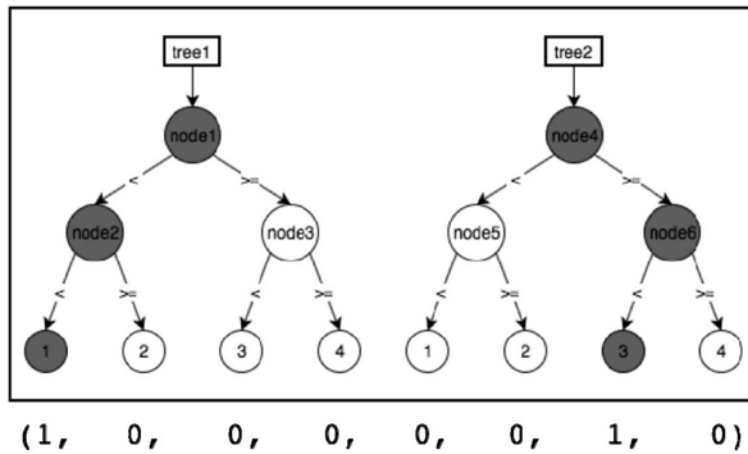 tree1 tree2
node1 node4
< >= < >=
node2 node3 node5 node6
< >= < >= < >= < >=
1 2 3 4 1 2 3 4
(1, 0, 0, 0, 0, 0, 1, 0)